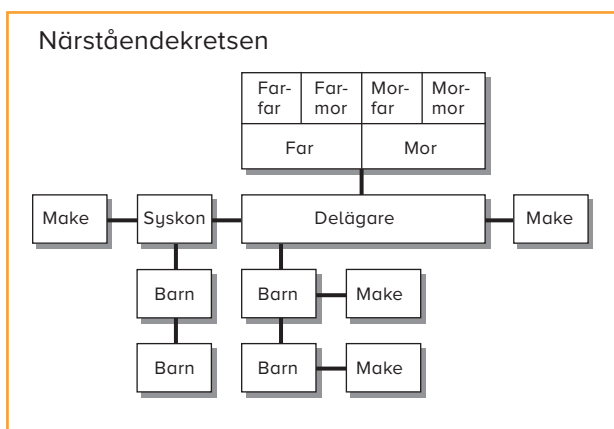 Närståendekretsen
Far-
far
Far-
mor
Mor-
far
Mor-
mor
Far
Mor
Make
Syskon
Delägare
Make
Barn
Barn
Make
Barn
Barn
Make